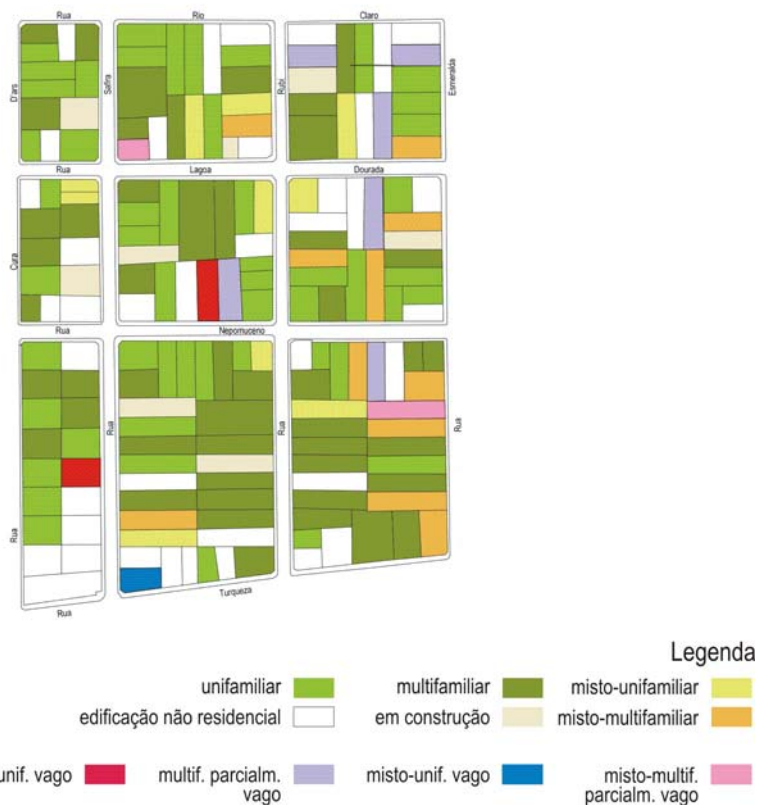 Rua Rio Claro
D'ars Safira Rubi Esmeralda
Rua Lagoa Dourada
Cura
Rua Nepomuceno
Rua Rua Rua Rua
Rua Turqueza
Legenda
unifamiliar multifamiliar misto-unifamiliar
edificação não residencial em construção misto-multifamiliar
unif. vago multif. parcialm. vago misto-unif. vago misto-multif. parcialm. vago